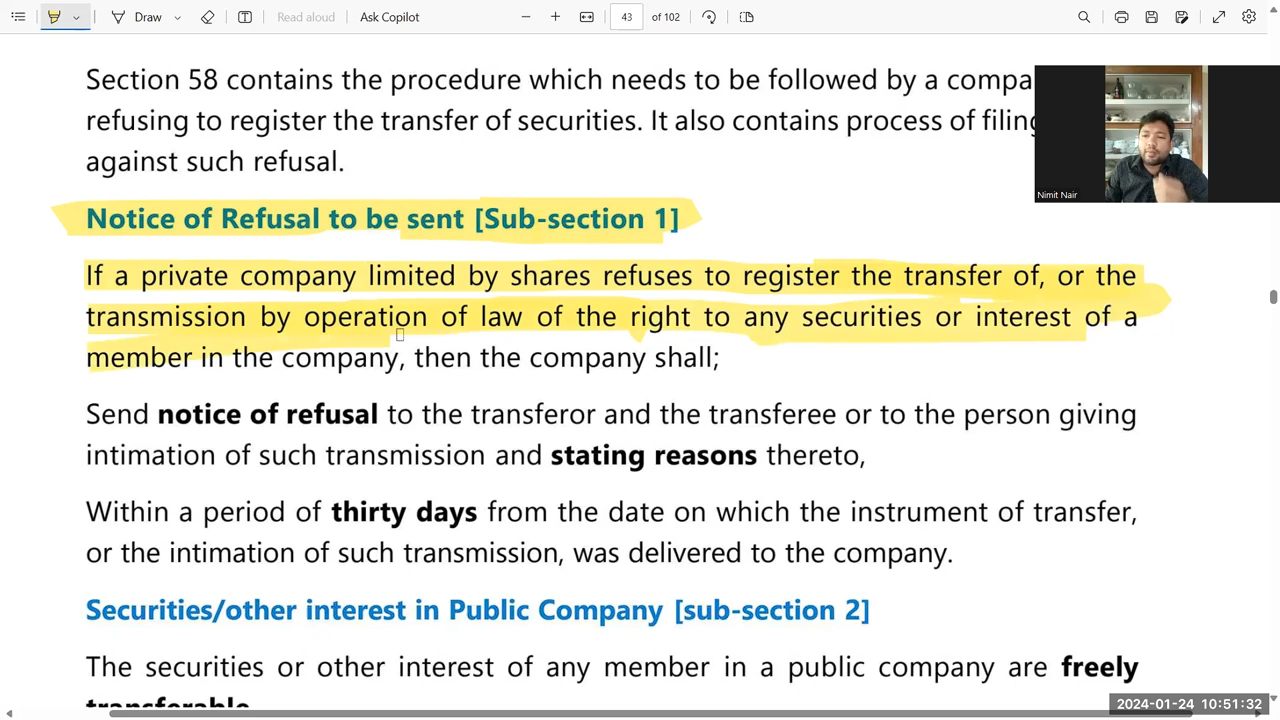 Draw
Read aloud
Ask Copilot
43
of 102
Section 58 contains the procedure which needs to be followed by a compa
refusing to register the transfer of securities. It also contains process of filing
against such refusal.
Nimit Nair
Notice of Refusal to be sent [Sub-section 1]
If a private company limited by shares refuses to register the transfer of, or the
transmission by operation of law of the right to any securities or interest of a
member in the company, then the company shall;
Send notice of refusal to the transferor and the transferee or to the person giving
intimation of such transmission and stating reasons thereto,
Within a period of thirty days from the date on which the instrument of transfer,
or the intimation of such transmission, was delivered to the company.
Securities/other interest in Public Company [sub-section 2]
The securities or other interest of any member in a public company are freely
transferable
2024-01-24 10:51:32